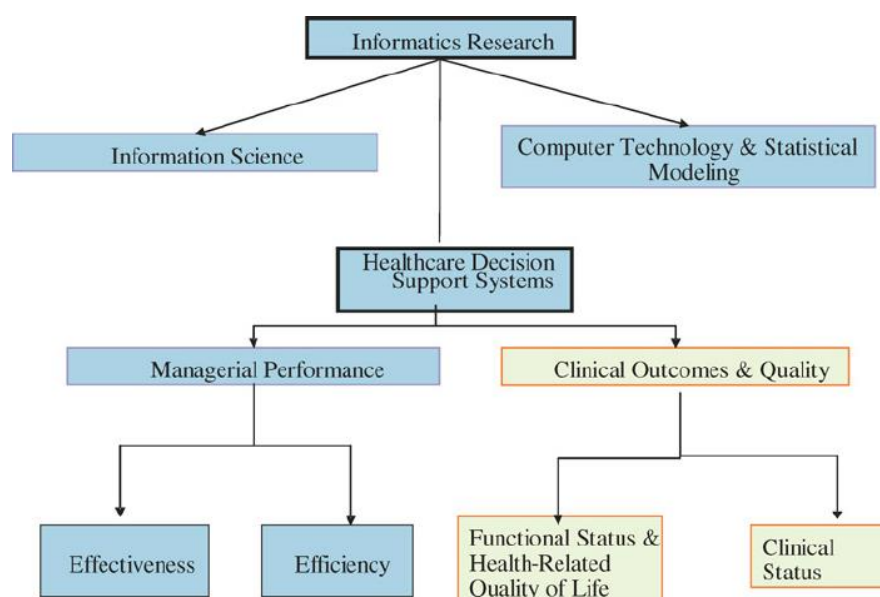 Informatics Research
Information Science
Computer Technology & Statistical
Modeling
Healthcare Decision
Support Systems
Managerial Performance
Clinical Outcomes & Quality
Effectiveness
Efficiency
Functional Status &
Health-Related
Quality of Life
Clinical
Status